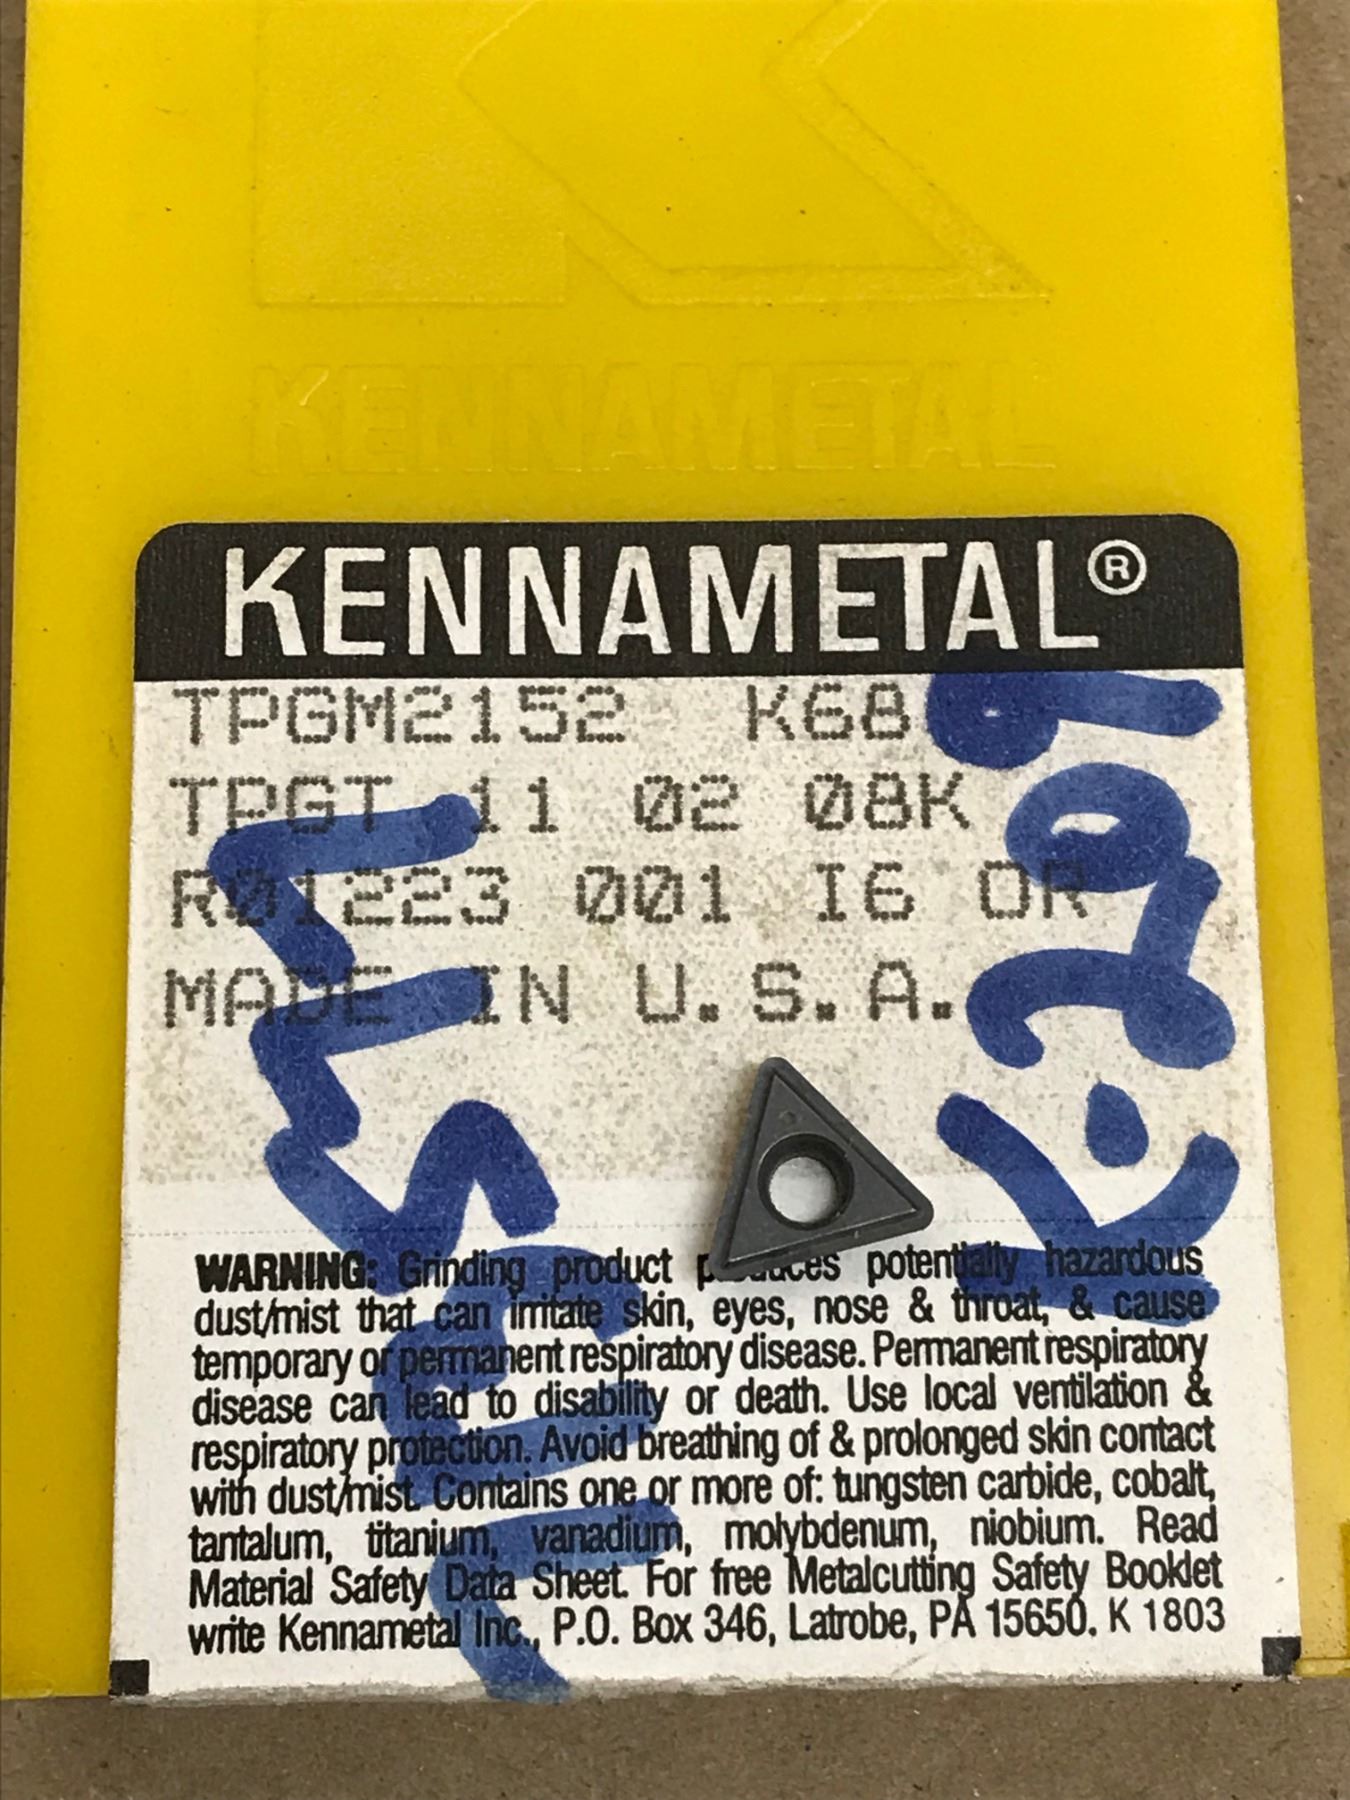 KENNAMETAL
KENNAMETAL®
TPGM2152 K68
TPGT 11 02 08K
R01223 001 I6 OR
MADE IN U.S.A.
WARNING: Grinding product produces potentially hazardous
dust/mist that can irritate skin, eyes, nose & throat, & cause
temporary or permanent respiratory disease. Permanent respiratory
disease can lead to disability or death. Use local ventilation &
respiratory protection. Avoid breathing of & prolonged skin contact
with dust/mist. Contains one or more of: tungsten carbide, cobalt,
tantalum, titanium, vanadium, molybdenum, niobium. Read
Material Safety Data Sheet. For free Metalcutting Safety Booklet
write Kennametal Inc., P.O. Box 346, Latrobe, PA 15650. K 1803